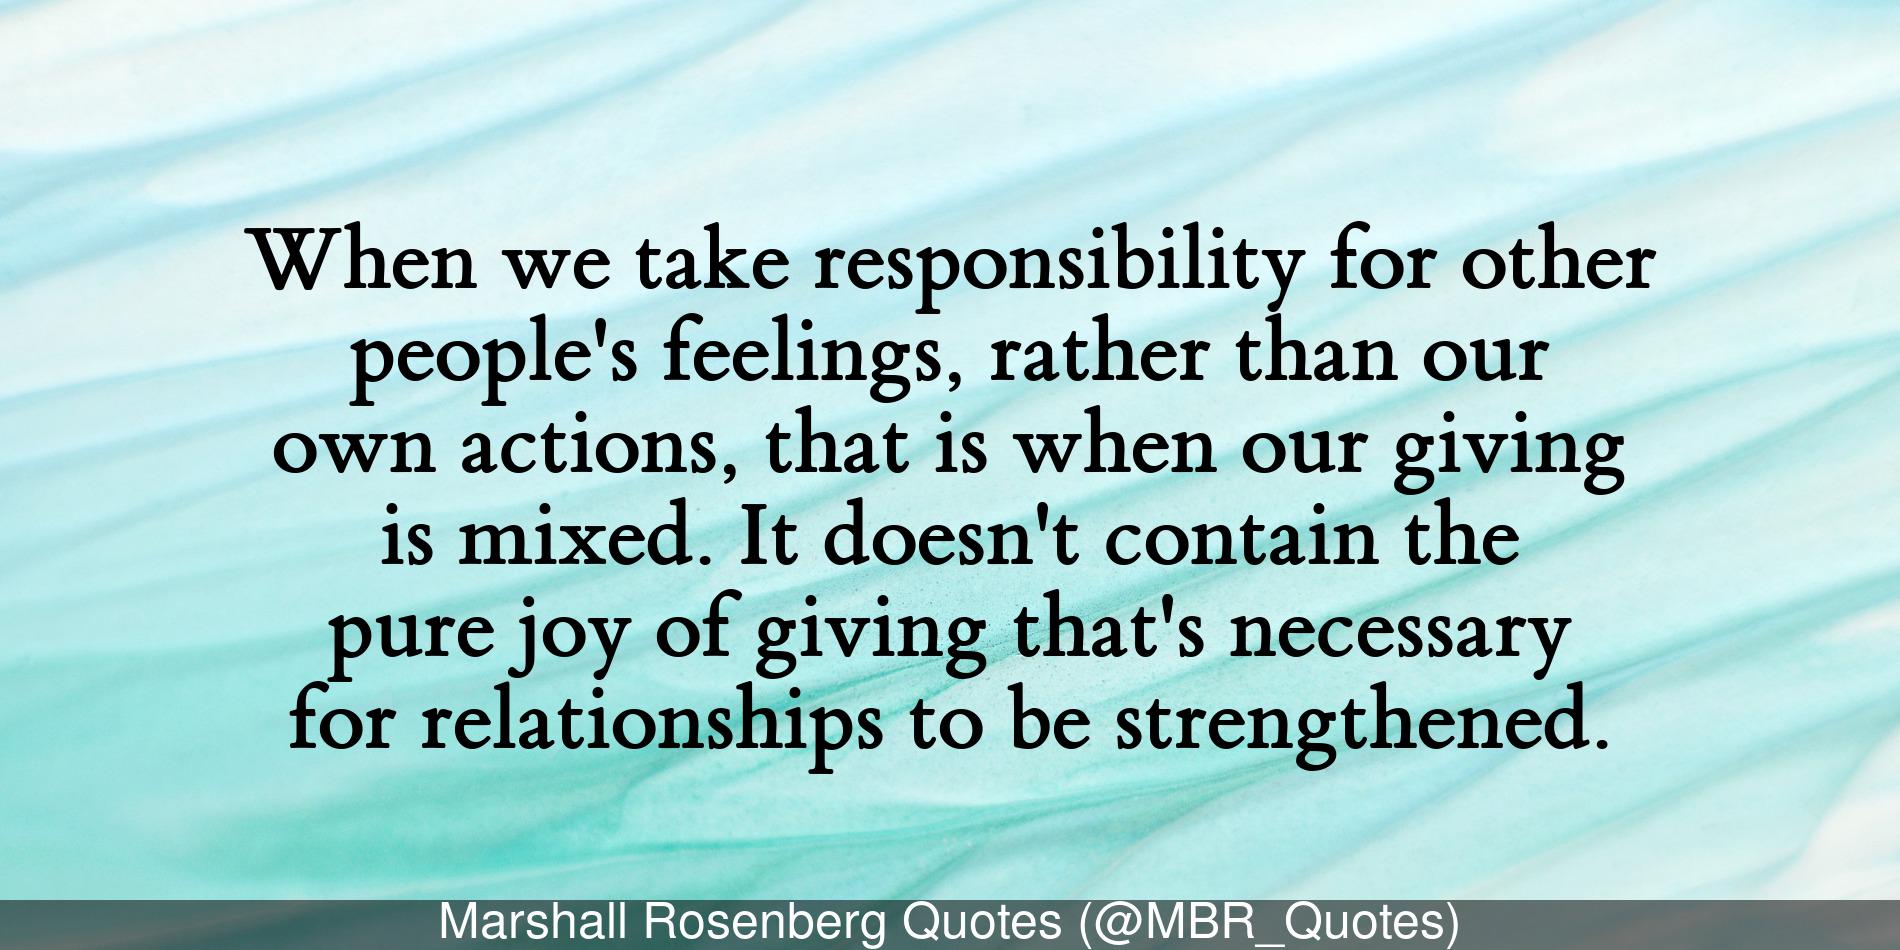 When we take responsibility for other
people's feelings, rather than our
own actions, that is when our giving
is mixed. It doesn't contain the
pure joy of giving that's necessary
for relationships to be strengthened.
Marshall Rosenberg Quotes (@MBR_Quotes)